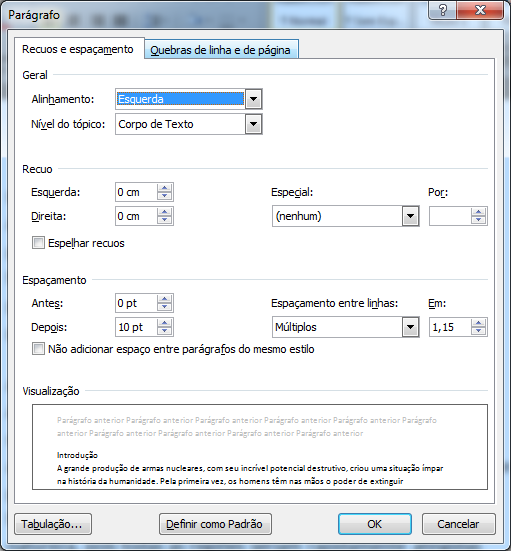 Parágrafo
Recuos e espaçamento Quebras de linha e de página
Geral
Alinhamento: Esquerda
Nível do tópico: Corpo de Texto
Recuo
Esquerda: 0 cm Especial: Por:
Direita: 0 cm (nenhum)
Espelhar recuos
Espaçamento
Antes: 0 pt Espaçamento entre linhas: Em:
Depois: 10 pt Múltiplos 1,15
Não adicionar espaço entre parágrafos do mesmo estilo
Visualização
Parágrafo anterior Parágrafo anterior Parágrafo anterior Parágrafo anterior Parágrafo anterior Parágrafo
anterior Parágrafo anterior Parágrafo anterior Parágrafo anterior Parágrafo anterior
Introdução
A grande produção de armas nucleares, com seu incrível potencial destrutivo, criou uma situação ímpar
na história da humanidade. Pela primeira vez, os homens têm nas mãos o poder de extinguir
Tabulação... Definir como Padrão OK Cancelar